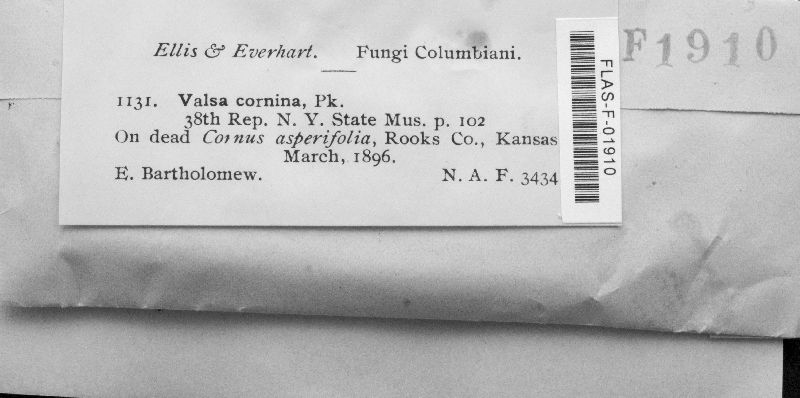 Ellis & Everhart. Fungi Columbiani.
F1910
1131. Valsa cornina, Pk.
38th Rep. N. Y. State Mus. p. 102
On dead Cornus asperifolia, Rooks Co., Kansas
March, 1896.
E. Bartholomew. N. A. F. 3434
FLAS-F-01910